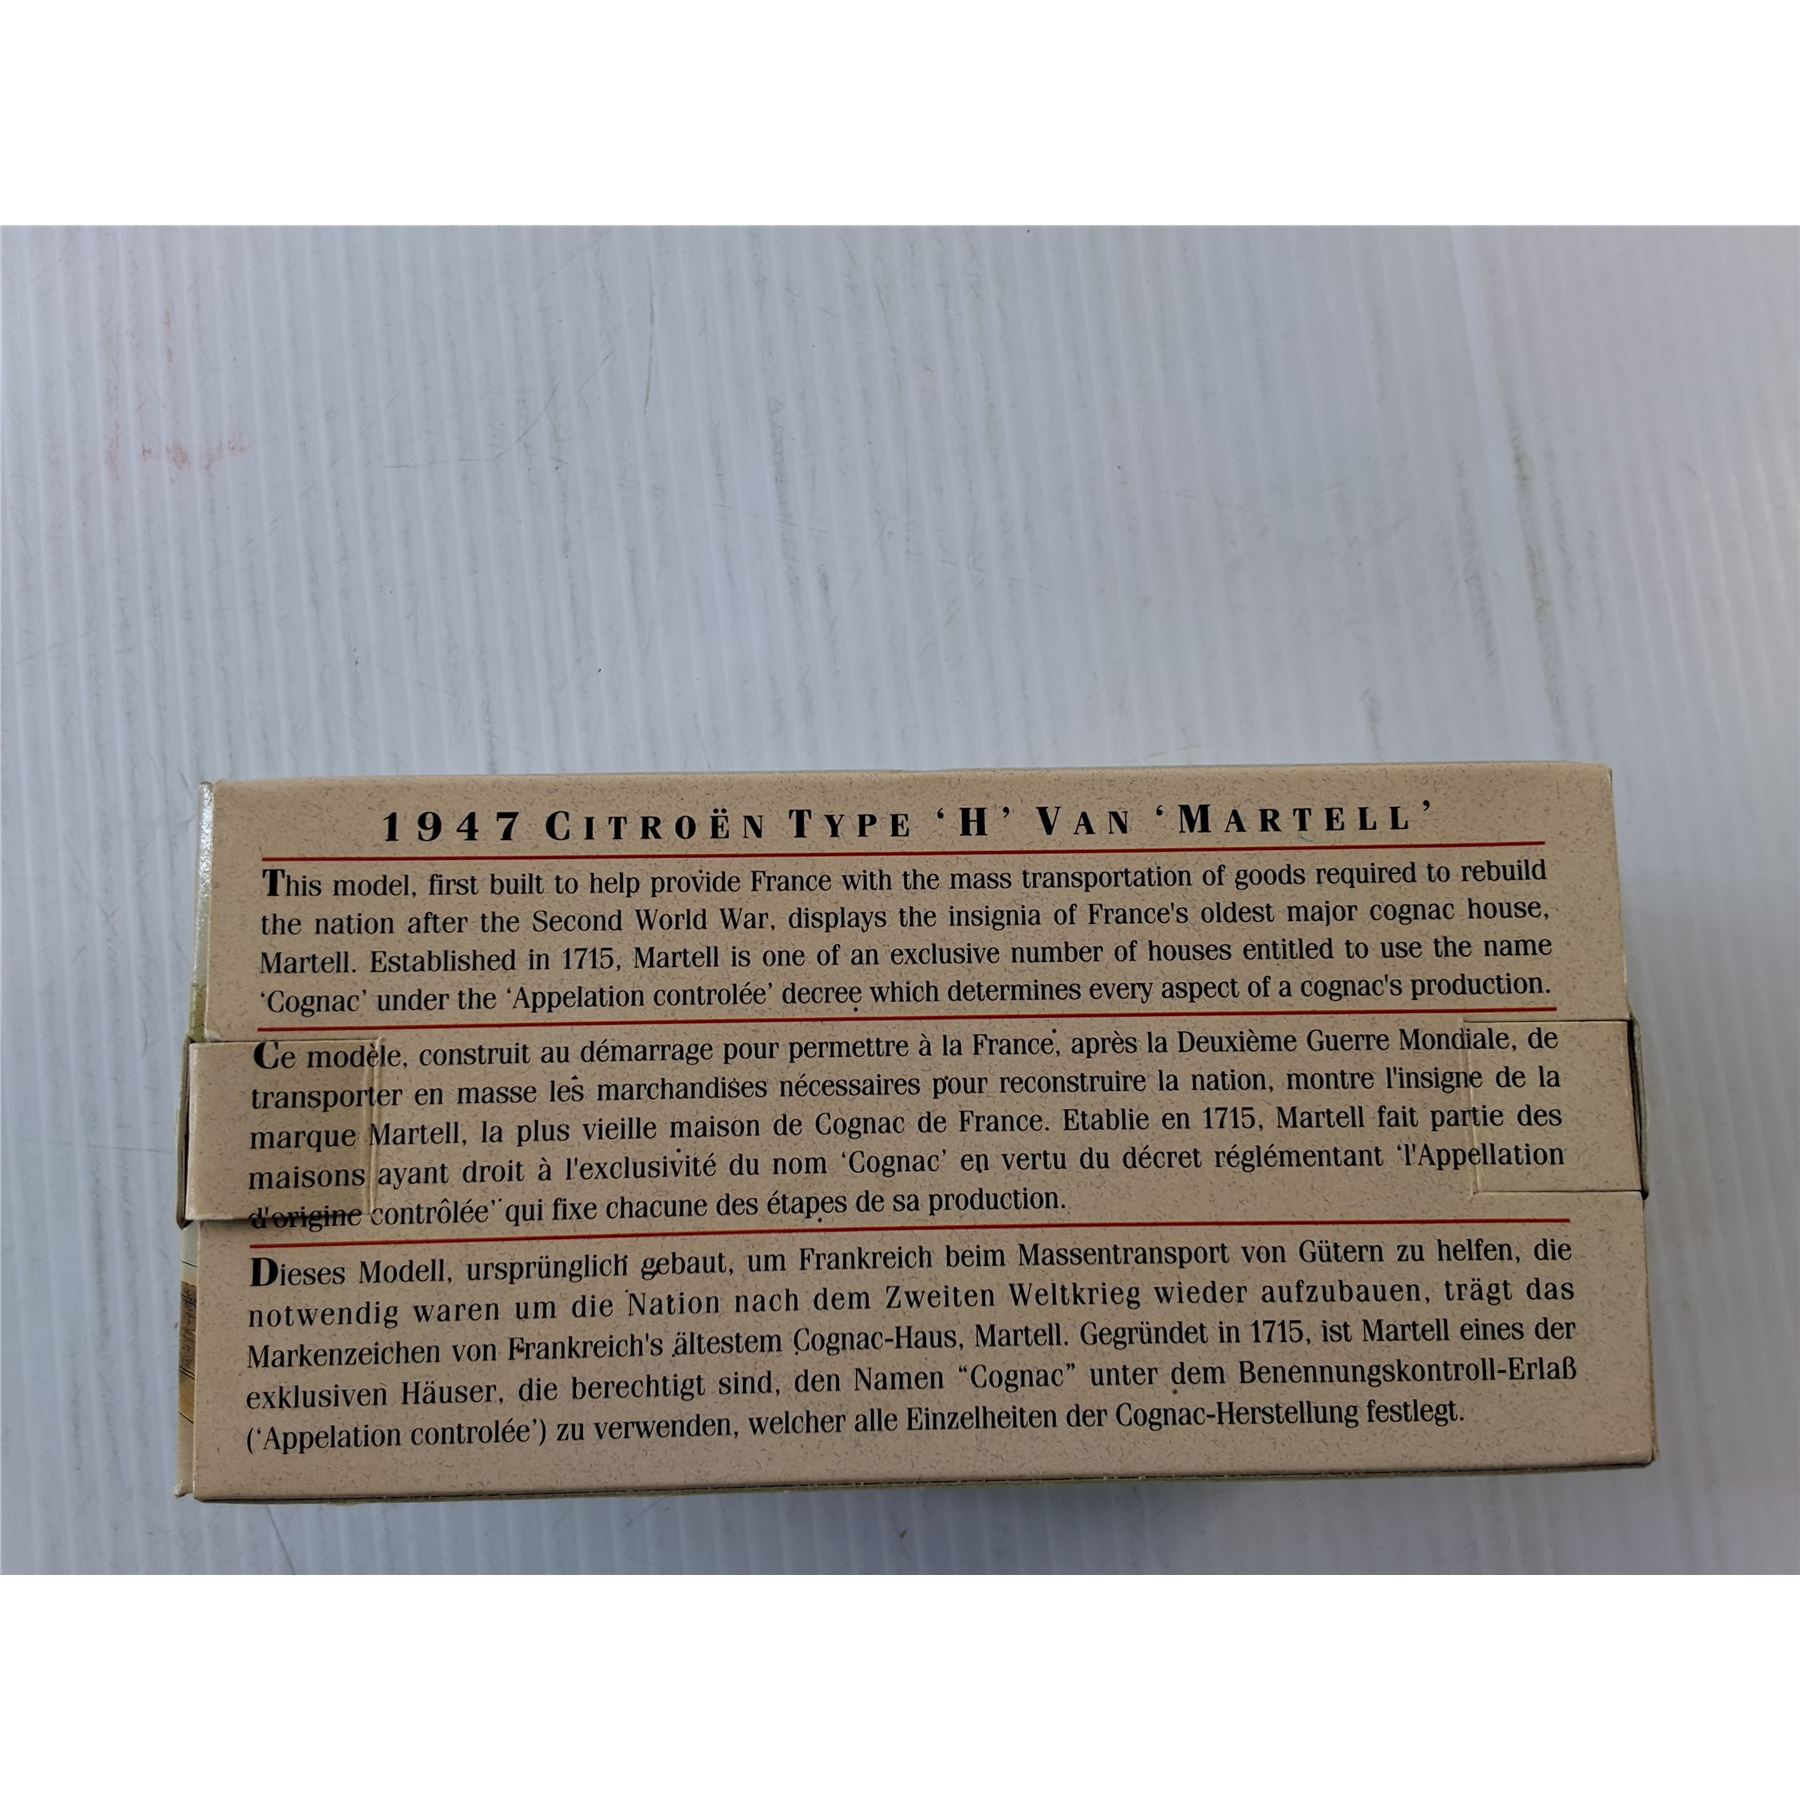 1947 CITROËN TYPE ‘H’ VAN ‘MARTELL’
This model, first built to help provide France with the mass transportation of goods required to rebuild
the nation after the Second World War, displays the insignia of France's oldest major cognac house,
Martell. Established in 1715, Martell is one of an exclusive number of houses entitled to use the name
‘Cognac’ under the ‘Appelation controlée’ decree which determines every aspect of a cognac's production.
Ce modèle, construit au démarrage pour permettre à la France, après la Deuxième Guerre Mondiale, de
transporter en masse les marchandises nécessaires pour reconstruire la nation, montre l'insigne de la
marque Martell, la plus vieille maison de Cognac de France. Etablie en 1715, Martell fait partie des
maisons ayant droit à l'exclusivité du nom ‘Cognac’ en vertu du décret réglémentant ‘l'Appellation
d'origine contrôlée’ qui fixe chacune des étapes de sa production.
Dieses Modell, ursprünglich gebaut, um Frankreich beim Massentransport von Gütern zu helfen, die
notwendig waren um die Nation nach dem Zweiten Weltkrieg wieder aufzubauen, trägt das
Markenzeichen von Frankreich's ältestem Cognac-Haus, Martell. Gegründet in 1715, ist Martell eines der
exklusiven Häuser, die berechtigt sind, den Namen “Cognac” unter dem Benennungskontroll-Erlaß
(‘Appelation controlée’) zu verwenden, welcher alle Einzelheiten der Cognac-Herstellung festlegt.